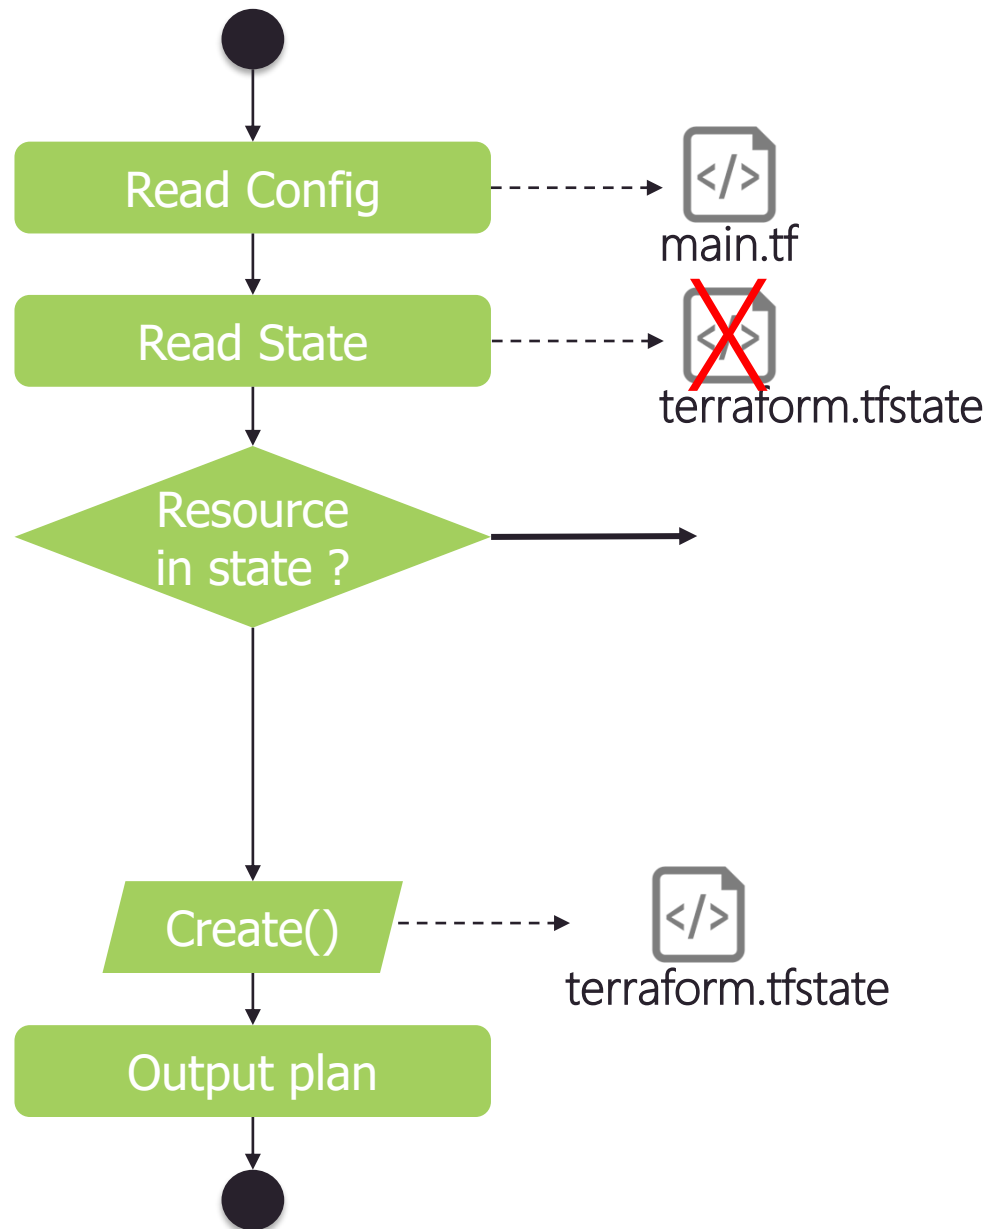 Read Config
main.tf
Read State
terraform.tfstate
Resource
in state ?
Create()
terraform.tfstate
Output plan